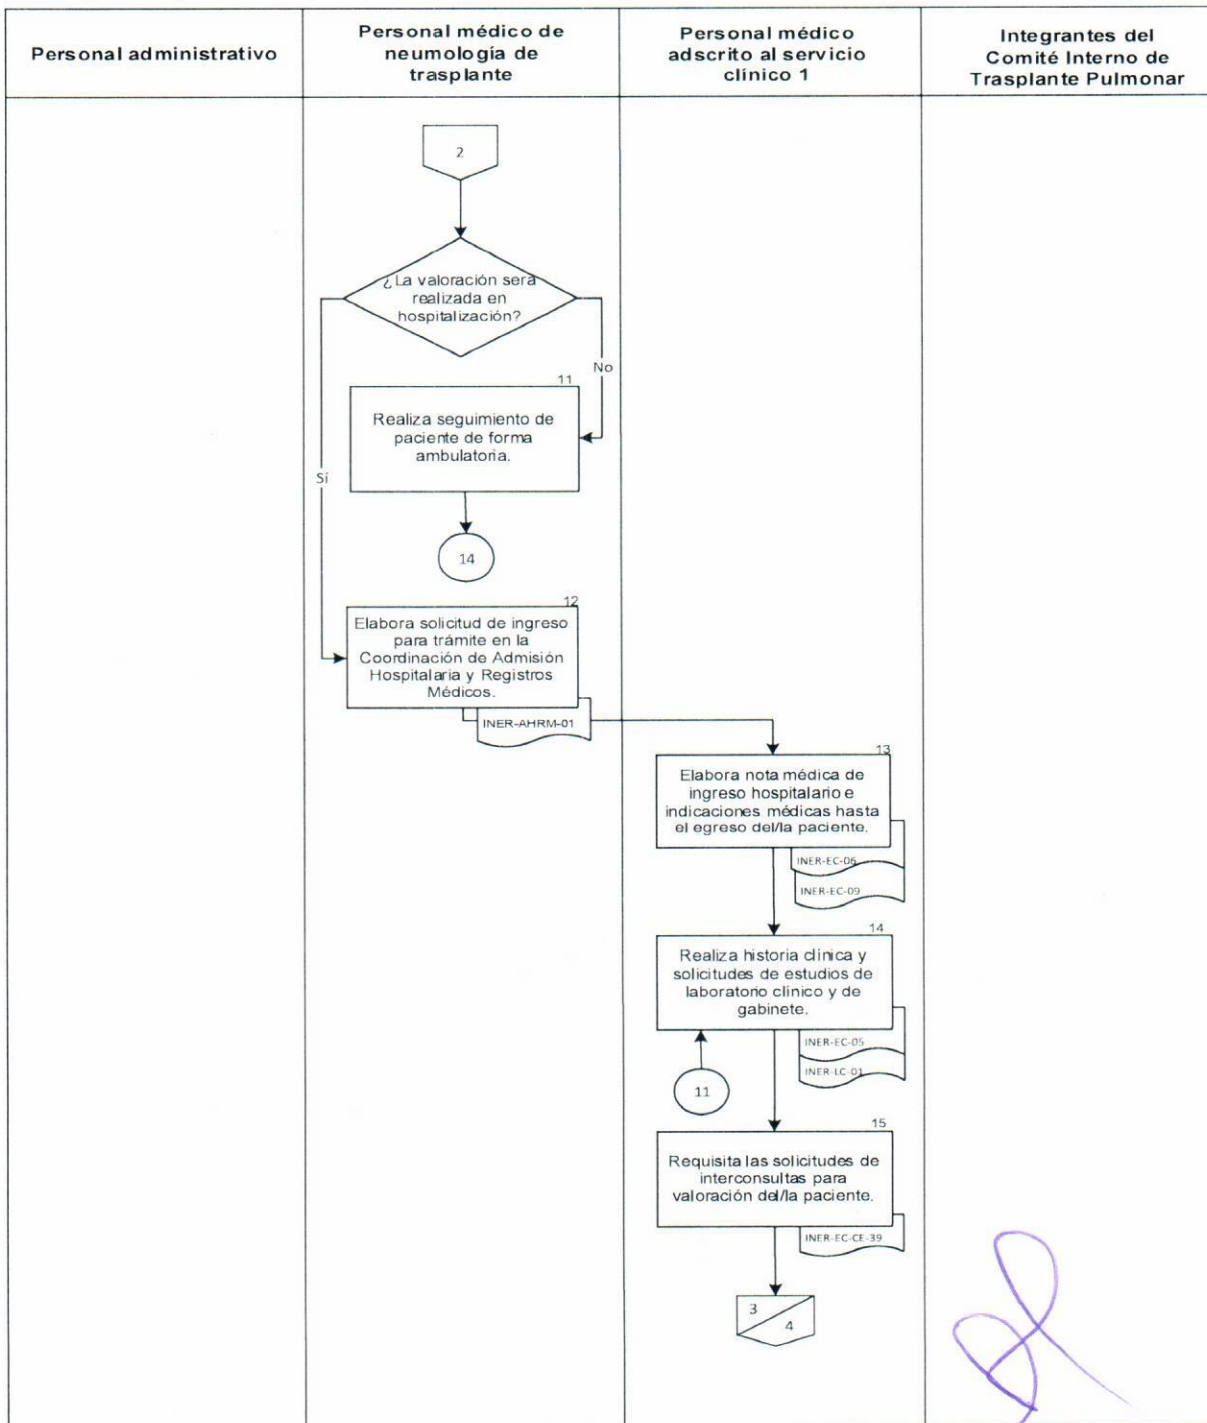 Personal administrativo
Personal médico de
neumología de
trasplante
Personal médico
adscrito al servicio
clínico 1
Integrantes del
Comité Interno de
Trasplante Pulmonar
2
¿La valoración será
realizada en
hospitalización?
No
Sí
11
Realiza seguimiento de
paciente de forma
ambulatoria.
14
12
Elabora solicitud de ingreso
para trámite en la
Coordinación de Admisión
Hospitalaria y Registros
Médicos.
INER-AHRM-01
13
Elabora nota médica de
ingreso hospitalario e
indicaciones médicas hasta
el egreso del/la paciente.
INER-EC-06
INER-EC-09
14
Realiza historia clínica y
solicitudes de estudios de
laboratorio clínico y de
gabinete.
INER-EC-05
INER-LC-01
11
15
Requisita las solicitudes de
interconsultas para
valoración del/la paciente.
INER-EC-CE-39
3
4